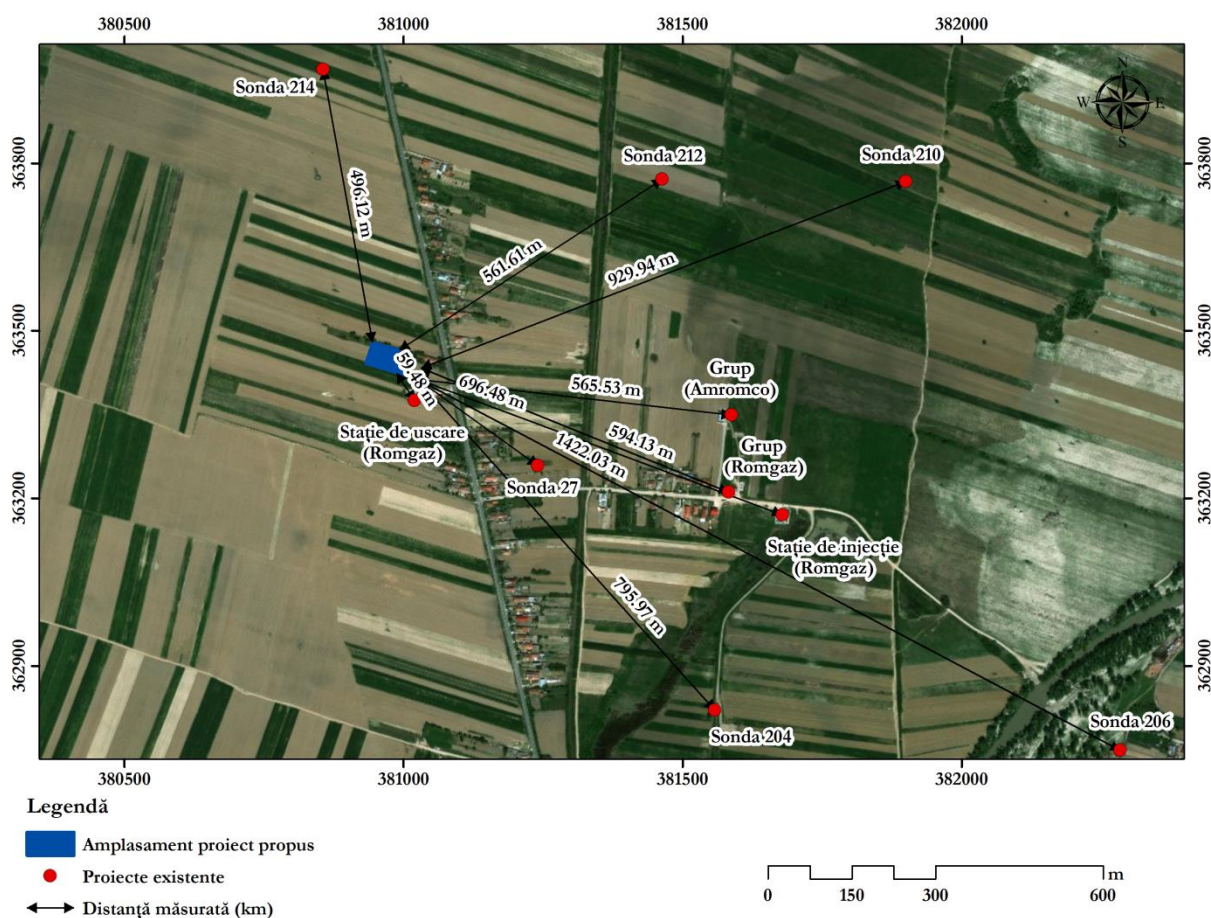 380500
381000
381500
382000
N
W
E
S
Sonda 214
Sonda 212
Sonda 210
363800
363800
496.12 m
561.61 m
929.94 m
363500
363500
59.48 m
696.48 m
565.53 m
Grup
(Amromco)
594.13 m
1422.03 m
Stație de uscare
(Romgaz)
Grup
(Romgaz)
Sonda 27
363200
363200
Stație de injecție
(Romgaz)
795.97 m
362900
362900
Sonda 204
Sonda 206
380500
381000
381500
382000
Legendă
Amplasament proiect propus
Proiecte existente
Distanță măsurată (km)
m
0
150
300
600